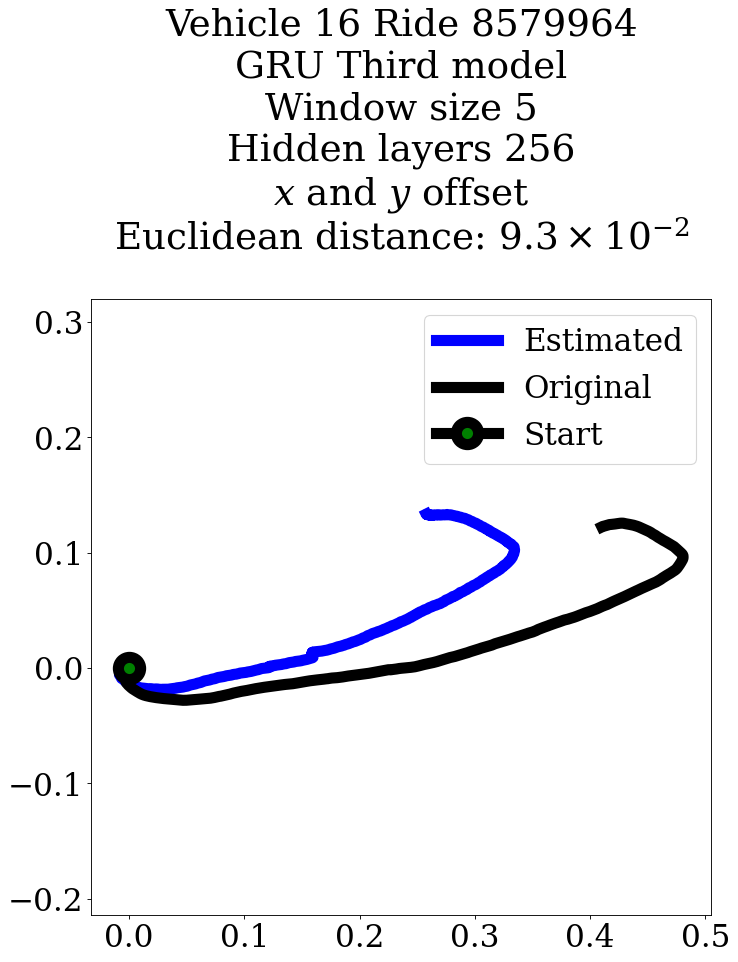 Vehicle 16 Ride 8579964
GRU Third model
Window size 5
Hidden layers 256
x and y offset
Euclidean distance: 9.3 × 10⁻²
Estimated
Original
Start
0.3
0.2
0.1
0.0
−0.1
−0.2
0.0 0.1 0.2 0.3 0.4 0.5